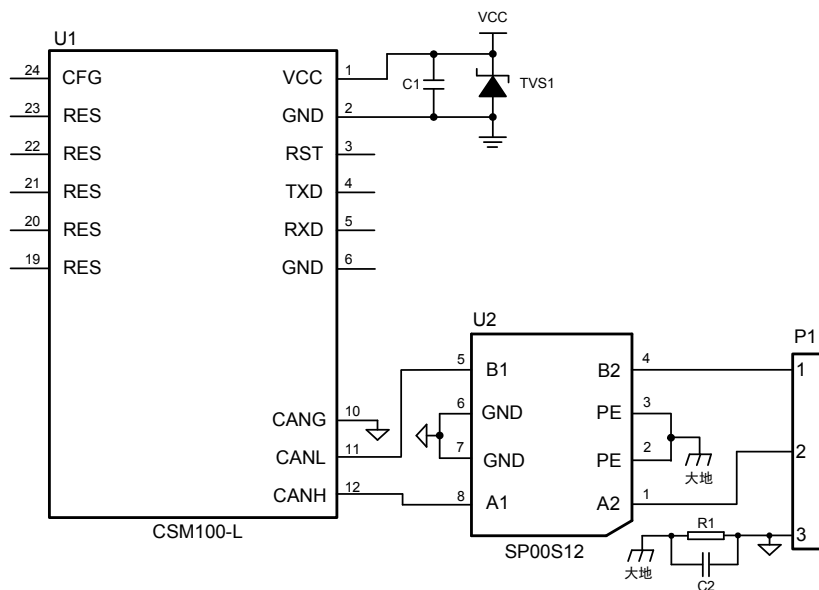 U1
VCC
24 CFG VCC 1
C1
TVS1
23 RES GND 2
22 RES RST 3
21 RES TXD 4
20 RES RXD 5
19 RES GND 6
U2
P1
5 B1 B2 4
1
CANG 10
6 GND PE 3
CANL 11
7 GND PE 2
2
大地
CANH 12
8 A1 A2 1
CSM100-L
SP00S12
R1
3
大地
C2